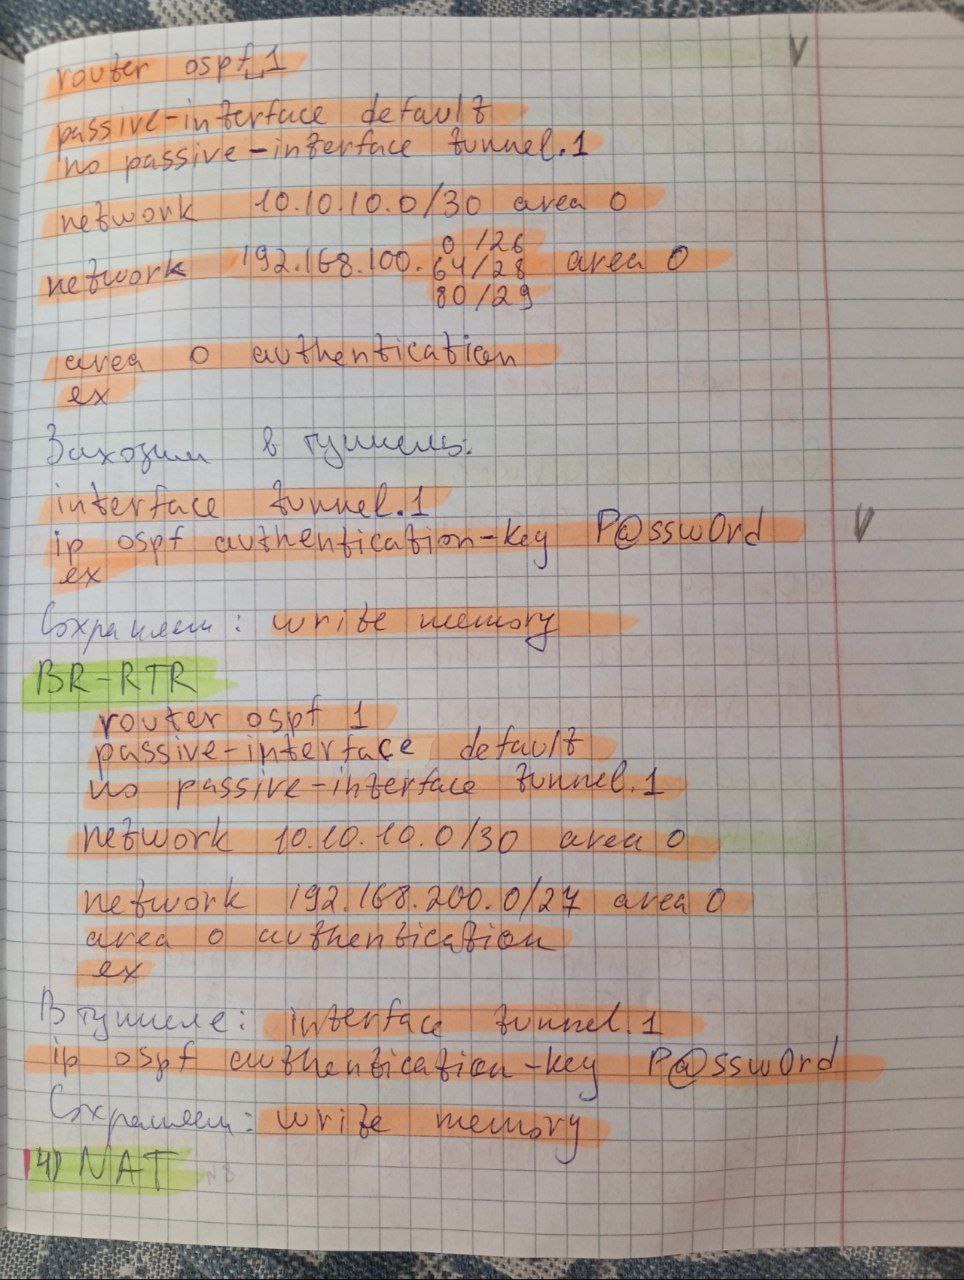 router ospf 1
passive-interface default
no passive-interface tunnel.1
network 10.10.10.0/30 area 0
0/26
network 192.168.100.64/28 area 0
80/29
area 0 authentication
ex
Заходим в туннель:
interface tunnel.1
ip ospf authentication-key P@ssw0rd
ex
Сохраняем: write memory
BR-RTR
router ospf 1
passive-interface default
no passive-interface tunnel.1
network 10.10.10.0/30 area 0
network 192.168.200.0/27 area 0
area 0 authentication
ex
В туннеле: interface tunnel.1
ip ospf authentication-key P@ssw0rd
Сохраняем: write memory
4) NAT